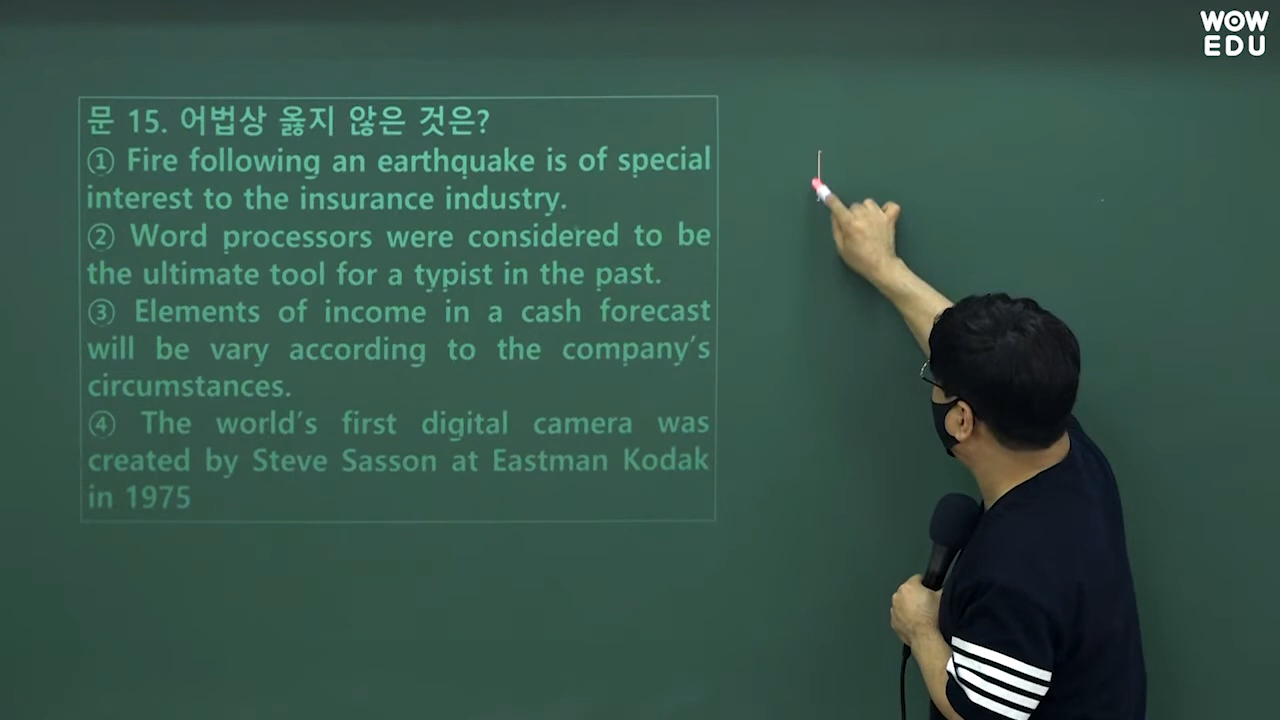 WOW
EDU
문 15. 어법상 옳지 않은 것은?
① Fire following an earthquake is of special
interest to the insurance industry.
② Word processors were considered to be
the ultimate tool for a typist in the past.
③ Elements of income in a cash forecast
will be vary according to the company's
circumstances.
④ The world's first digital camera was
created by Steve Sasson at Eastman Kodak
in 1975